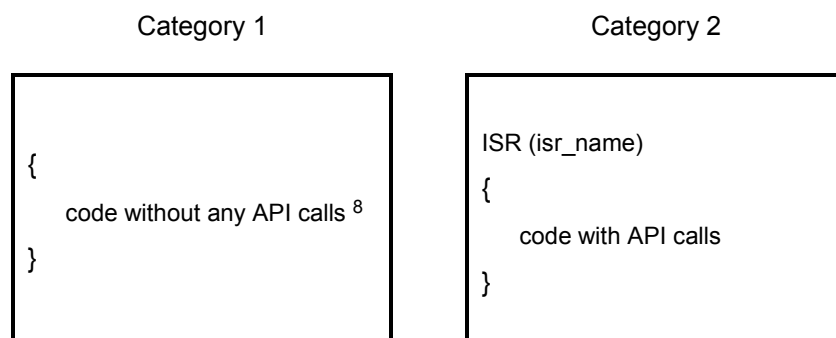 Category 1
{
code without any API calls 8
}
Category 2
ISR (isr_name)
{
code with API calls
}